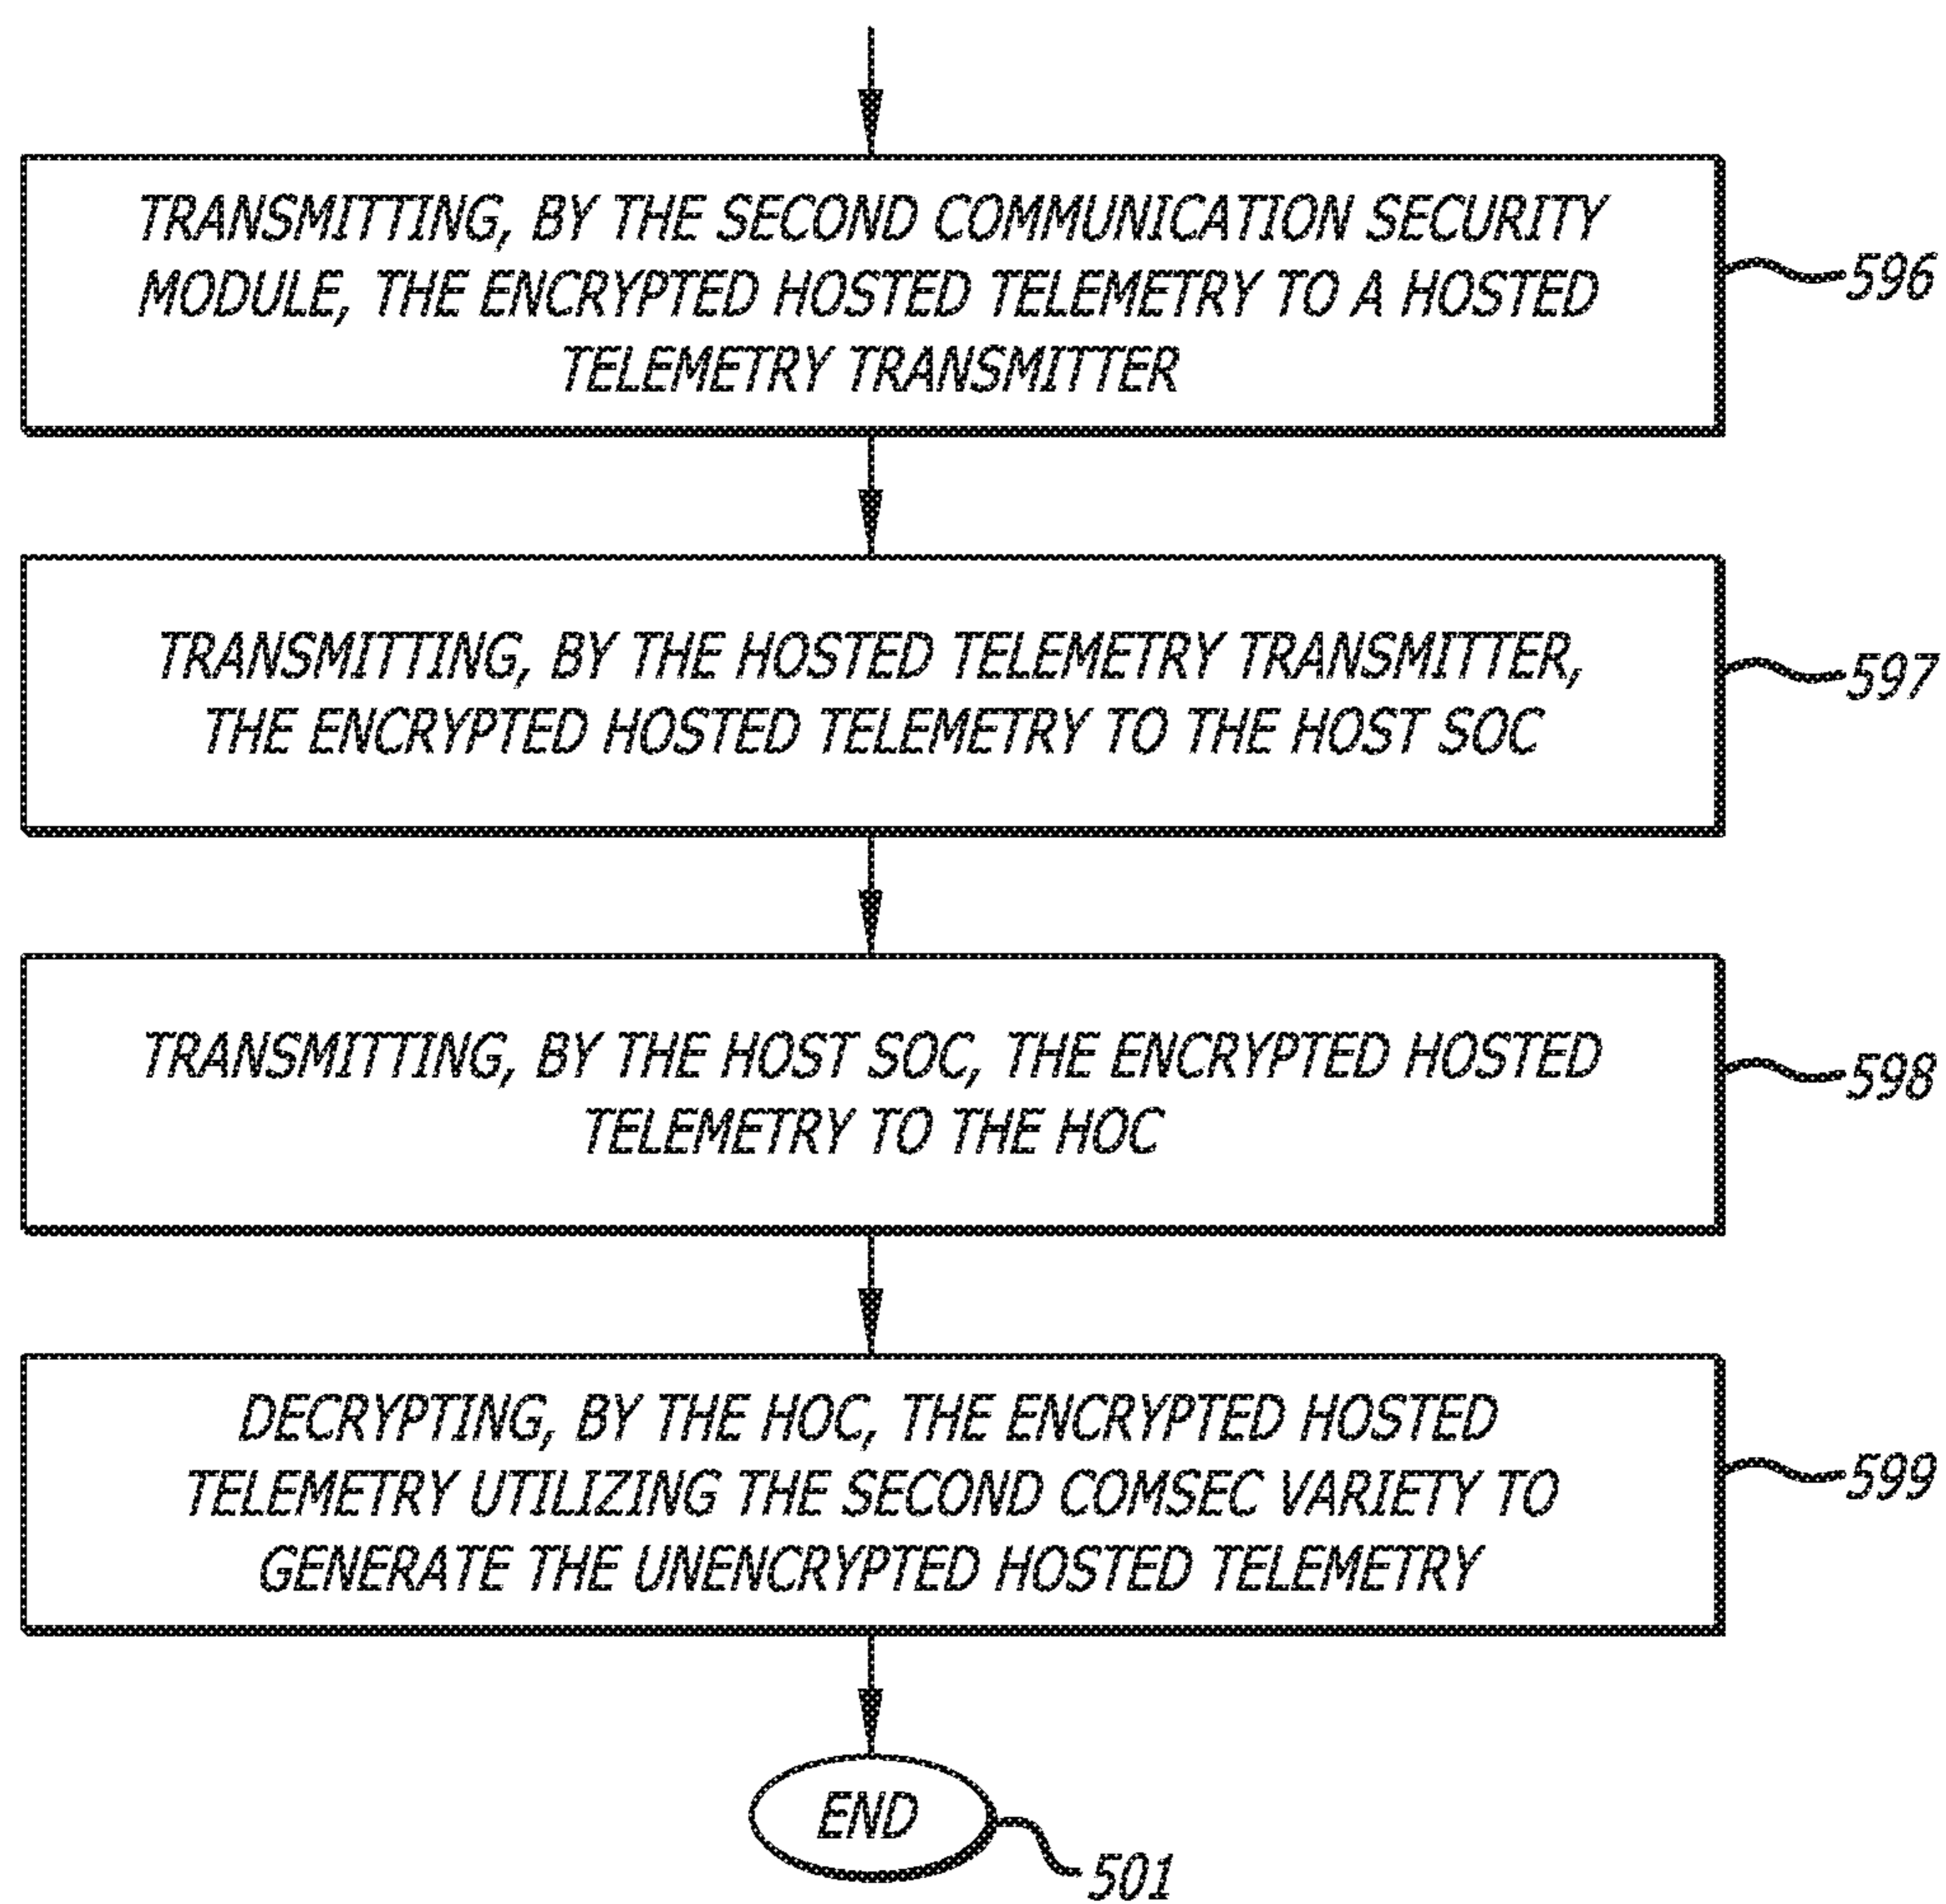 TRANSMITTING, BY THE SECOND COMMUNICATION SECURITY
MODULE, THE ENCRYPTED HOSTED TELEMETRY TO A HOSTED
TELEMETRY TRANSMITTER
596
TRANSMITTING, BY THE HOSTED TELEMETRY TRANSMITTER,
THE ENCRYPTED HOSTED TELEMETRY TO THE HOST SOC
597
TRANSMITTING, BY THE HOST SOC, THE ENCRYPTED HOSTED
TELEMETRY TO THE HOC
598
DECRYPTING, BY THE HOC, THE ENCRYPTED HOSTED
TELEMETRY UTILIZING THE SECOND COMSEC VARIETY TO
GENERATE THE UNENCRYPTED HOSTED TELEMETRY
599
END
501